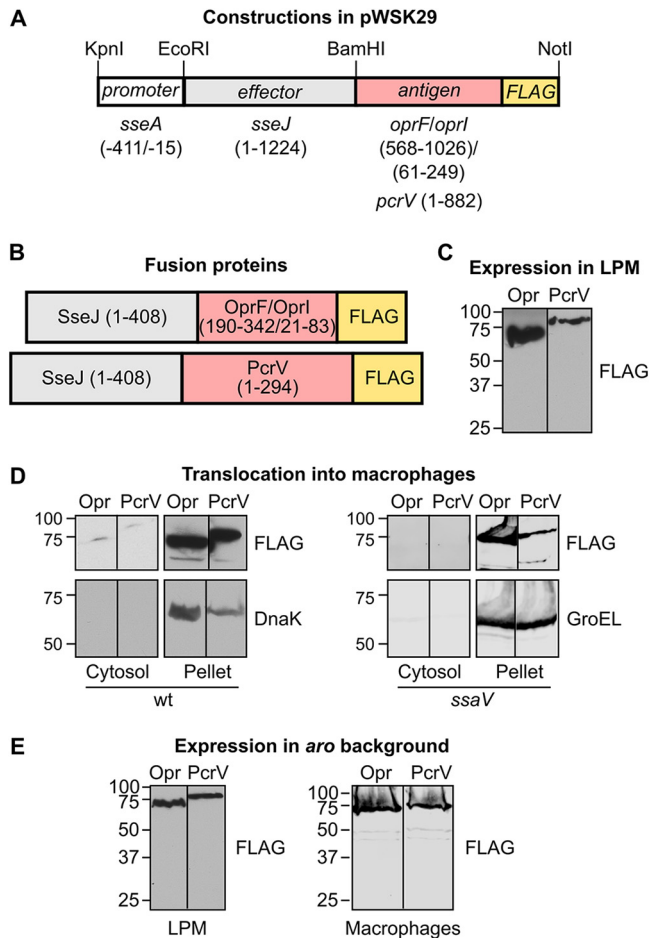 A
Constructions in pWSK29
KpnI EcoRI BamHI NotI
promoter effector antigen FLAG
sseA sseJ oprF/oprI
(-411/-15) (1-1224) (568-1026)/
(61-249)
pcrV (1-882)
B
Fusion proteins
SseJ (1-408) OprF/OprI (190-342/21-83) FLAG
SseJ (1-408) PcrV (1-294) FLAG
C
Expression in LPM
Opr PcrV
100
75
50
37
25
FLAG
D
Translocation into macrophages
Opr PcrV Opr PcrV
100
75
FLAG
75
50
DnaK
Cytosol Pellet
wt
Opr PcrV Opr PcrV
100
75
FLAG
75
50
GroEL
Cytosol Pellet
ssaV
E
Expression in aro background
Opr PcrV
100
75
50
37
25
FLAG
LPM
Opr PcrV
100
75
50
37
25
FLAG
Macrophages